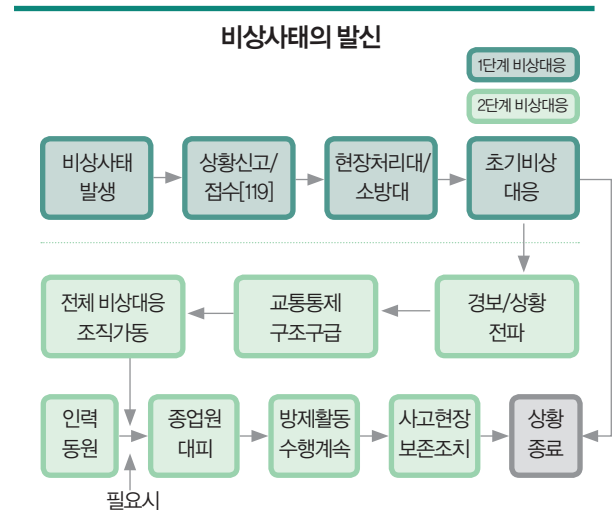 비상사태의 발신
1단계 비상대응
2단계 비상대응
비상사태
발생
상황신고/
접수[119]
현장처리대/
소방대
초기비상
대응
전체 비상대응
조직가동
교통통제
구조구급
경보/상황
전파
인력
동원
종업원
대피
방제활동
수행계속
사고현장
보존조치
상황
종료
필요시